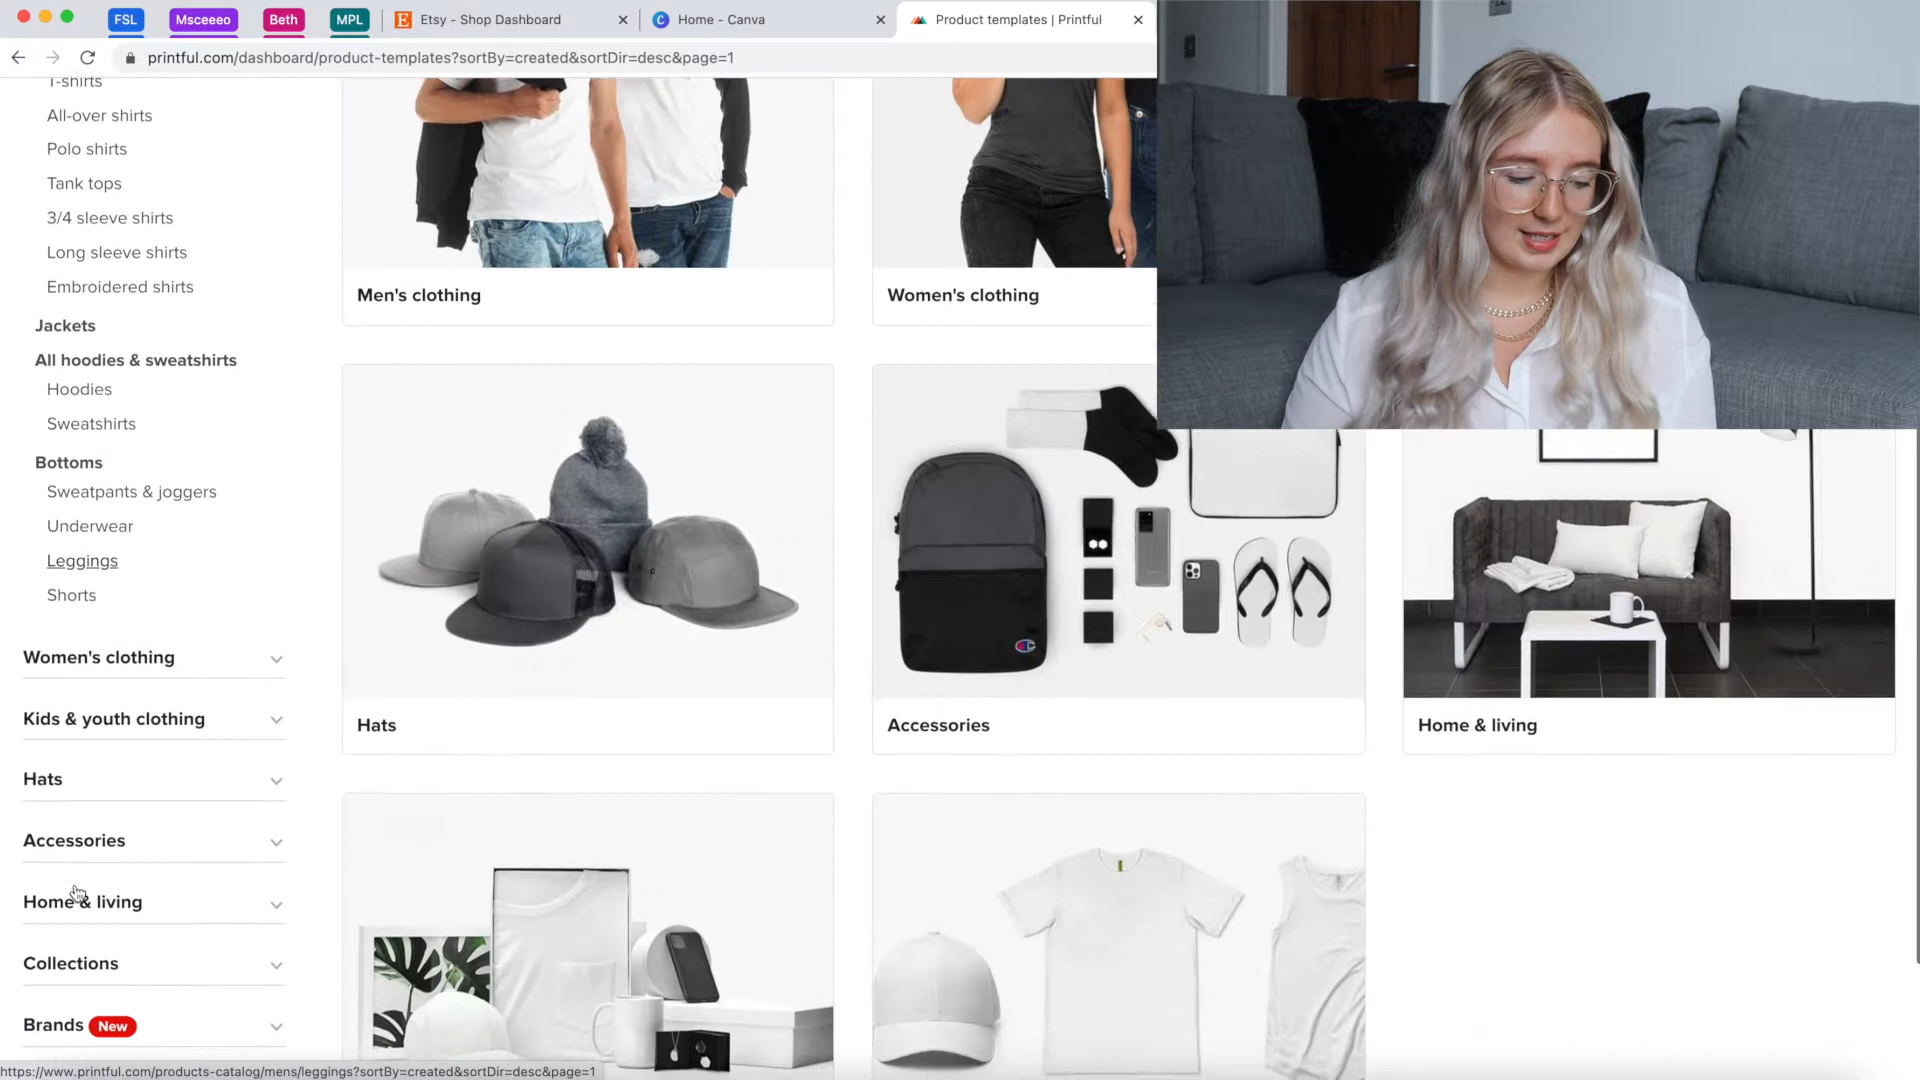 FSL Msceeeo Beth MPL Etsy - Shop Dashboard Home - Canva Product templates | Printful
printful.com/dashboard/product-templates?sortBy=created&sortDir=desc&page=1
T-shirts
All-over shirts
Polo shirts
Tank tops
3/4 sleeve shirts
Long sleeve shirts
Embroidered shirts
Jackets
All hoodies & sweatshirts
Hoodies
Sweatshirts
Bottoms
Sweatpants & joggers
Underwear
Leggings
Shorts
Women's clothing
Kids & youth clothing
Hats
Accessories
Home & living
Collections
Brands New
Men's clothing
Women's clothing
Hats
Accessories
Home & living
https://www.printful.com/products-catalog/mens/leggings?sortBy=created&sortDir=desc&page=1